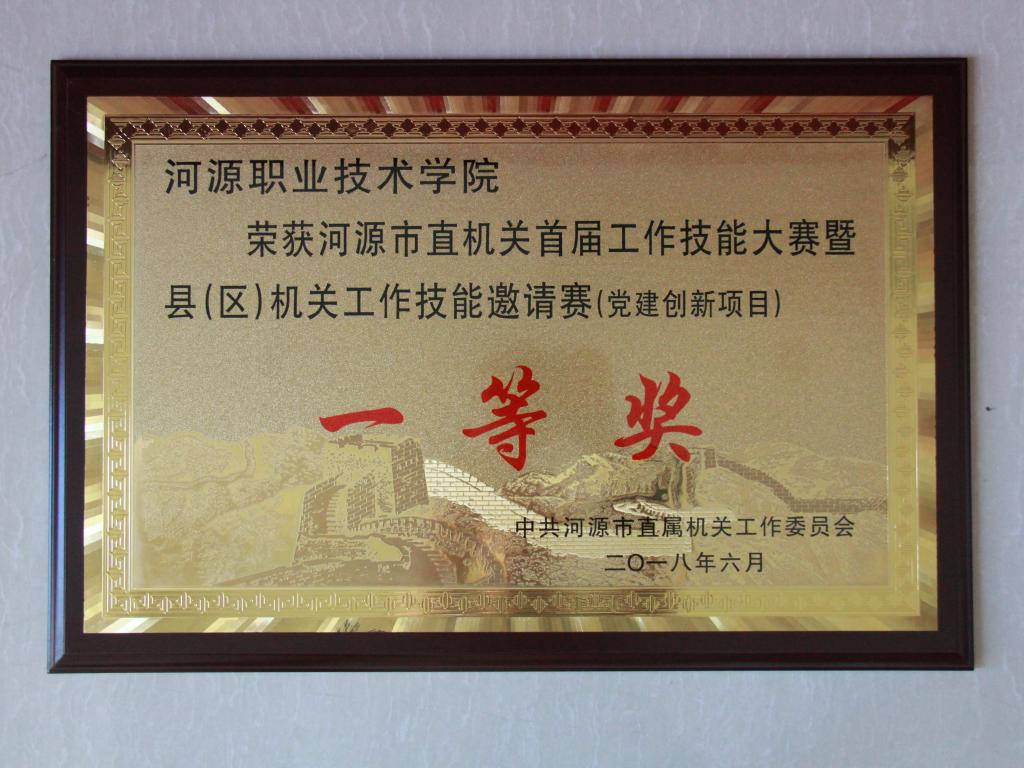 河源职业技术学院
荣获河源市直机关首届工作技能大赛暨
县(区)机关工作技能邀请赛(党建创新项目)
一等奖
中共河源市直属机关工作委员会
二〇一八年六月